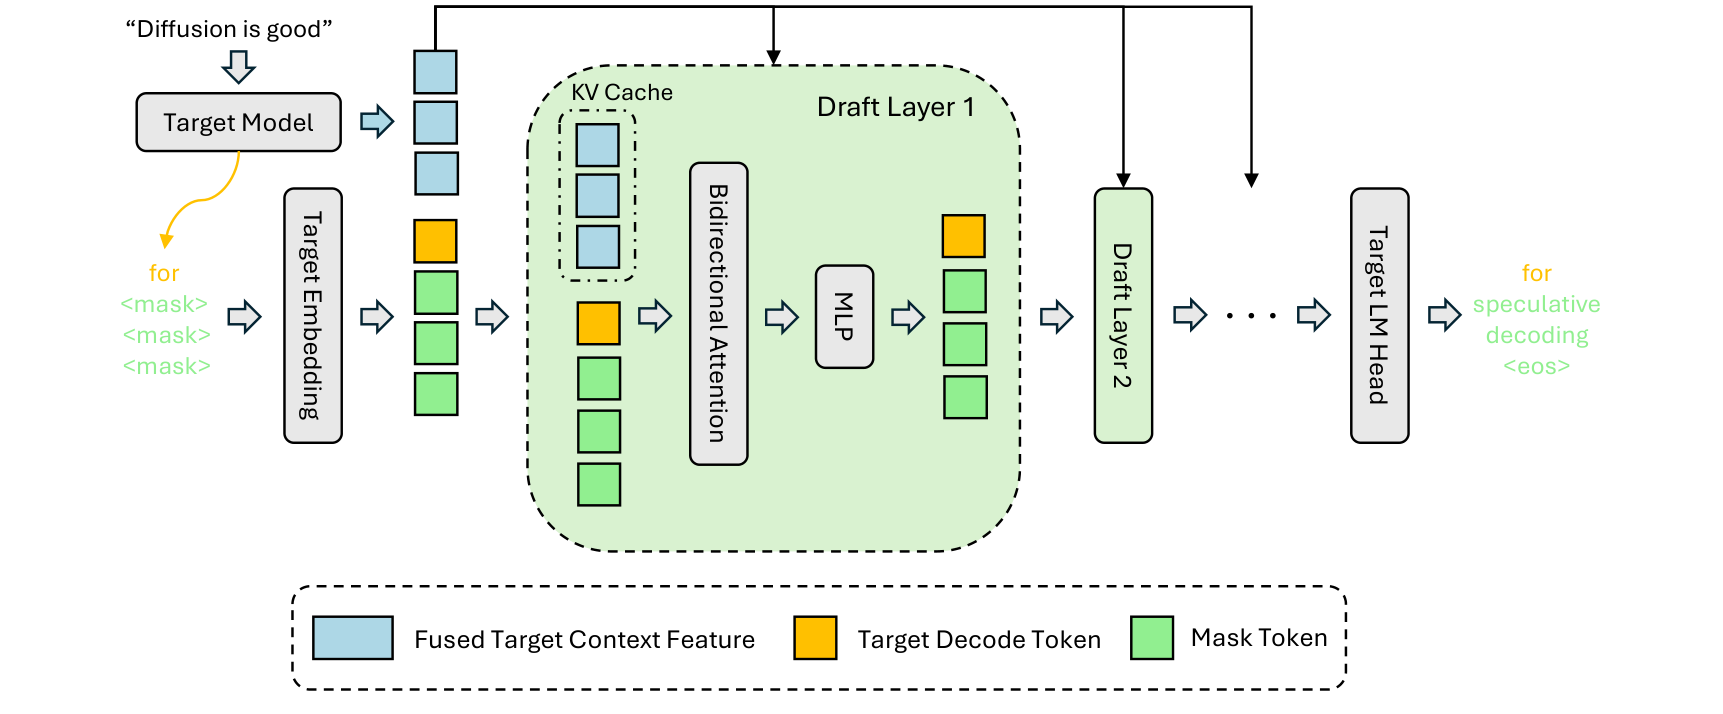 “Diffusion is good”
Target Model
for
<mask>
<mask>
<mask>
Target Embedding
KV Cache
Draft Layer 1
Bidirectional Attention
MLP
Draft Layer 2
. . .
Target LM Head
for
speculative
decoding
<eos>
Fused Target Context Feature
Target Decode Token
Mask Token